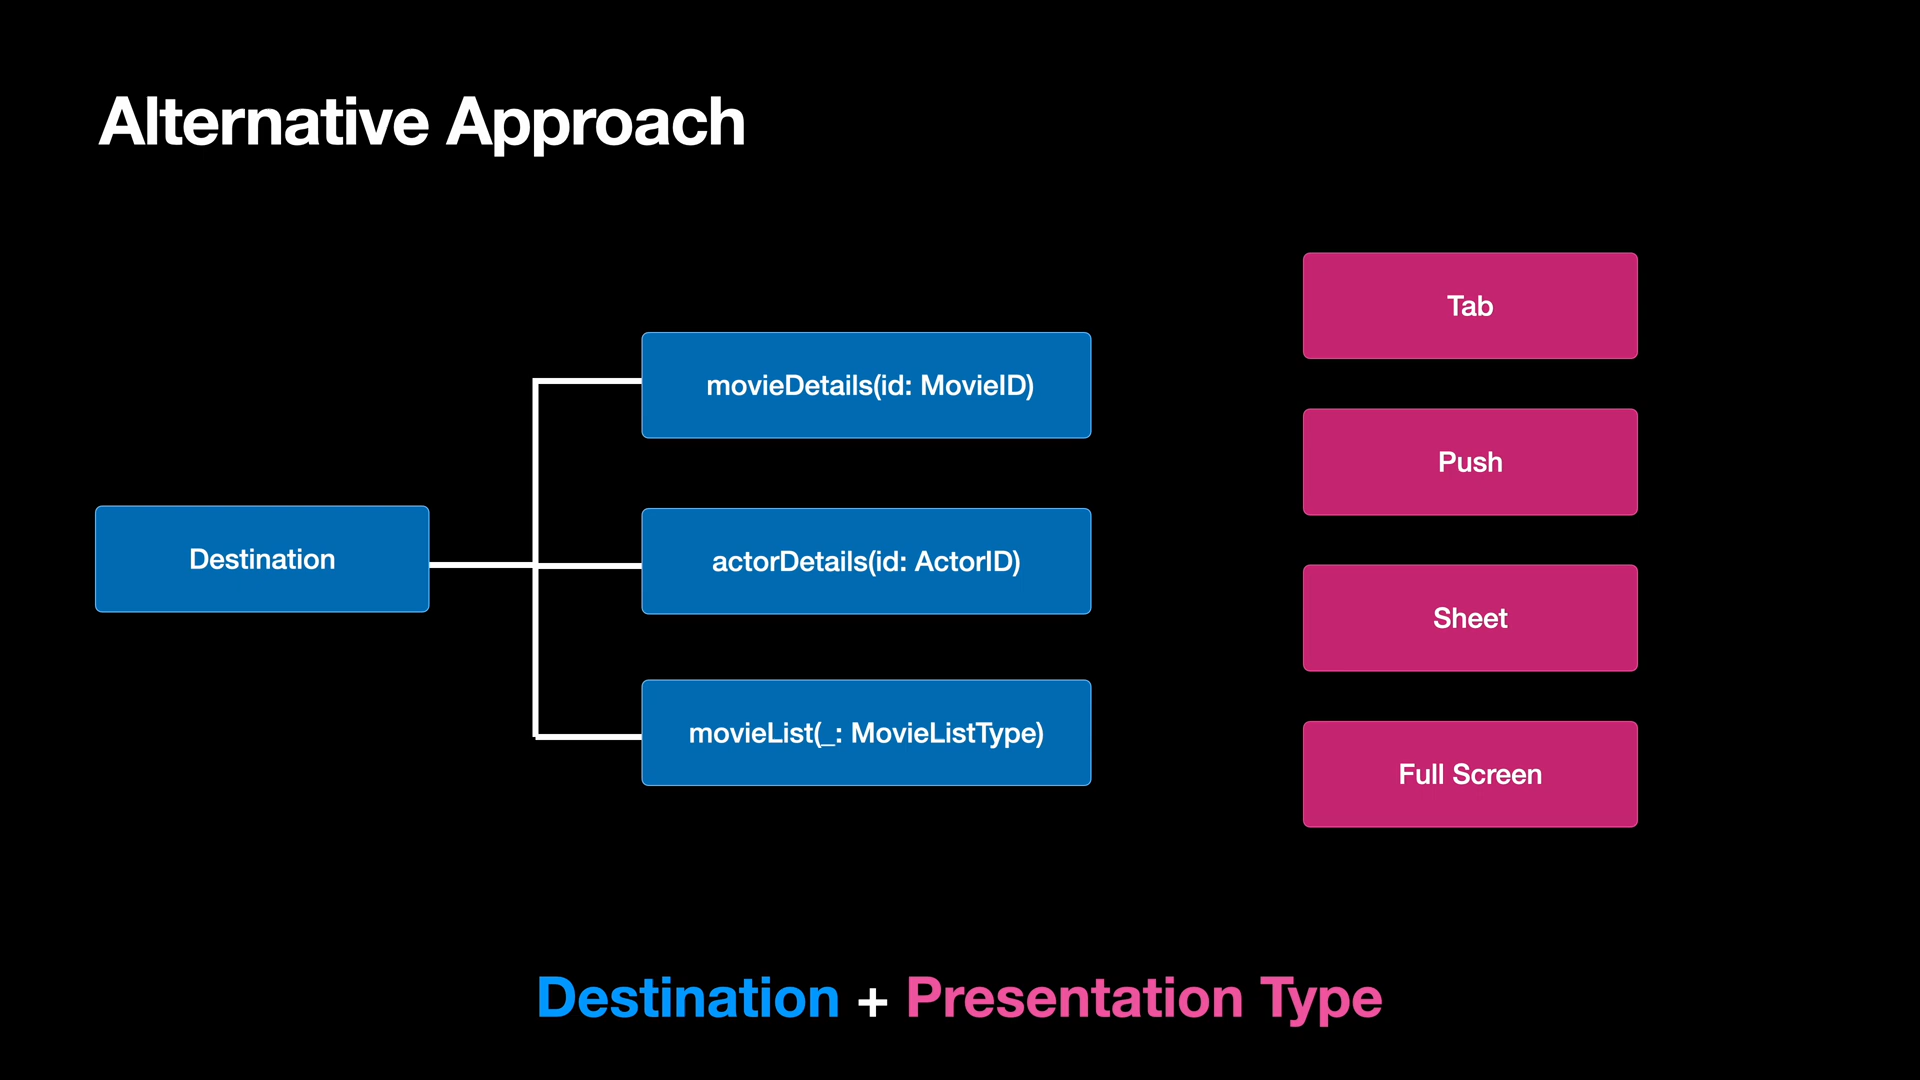 Alternative Approach
Destination
movieDetails(id: MovieID)
actorDetails(id: ActorID)
movieList(_: MovieListType)
Tab
Push
Sheet
Full Screen
Destination + Presentation Type